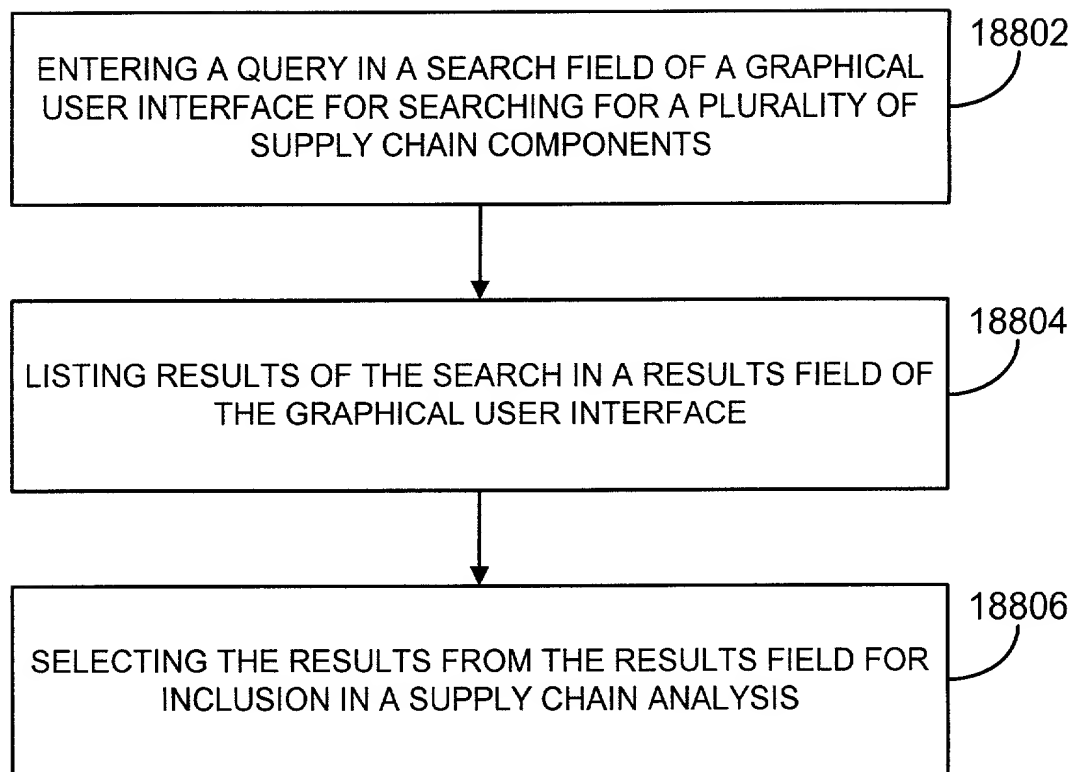 18802
ENTERING A QUERY IN A SEARCH FIELD OF A GRAPHICAL
USER INTERFACE FOR SEARCHING FOR A PLURALITY OF
SUPPLY CHAIN COMPONENTS
18804
LISTING RESULTS OF THE SEARCH IN A RESULTS FIELD OF
THE GRAPHICAL USER INTERFACE
18806
SELECTING THE RESULTS FROM THE RESULTS FIELD FOR
INCLUSION IN A SUPPLY CHAIN ANALYSIS